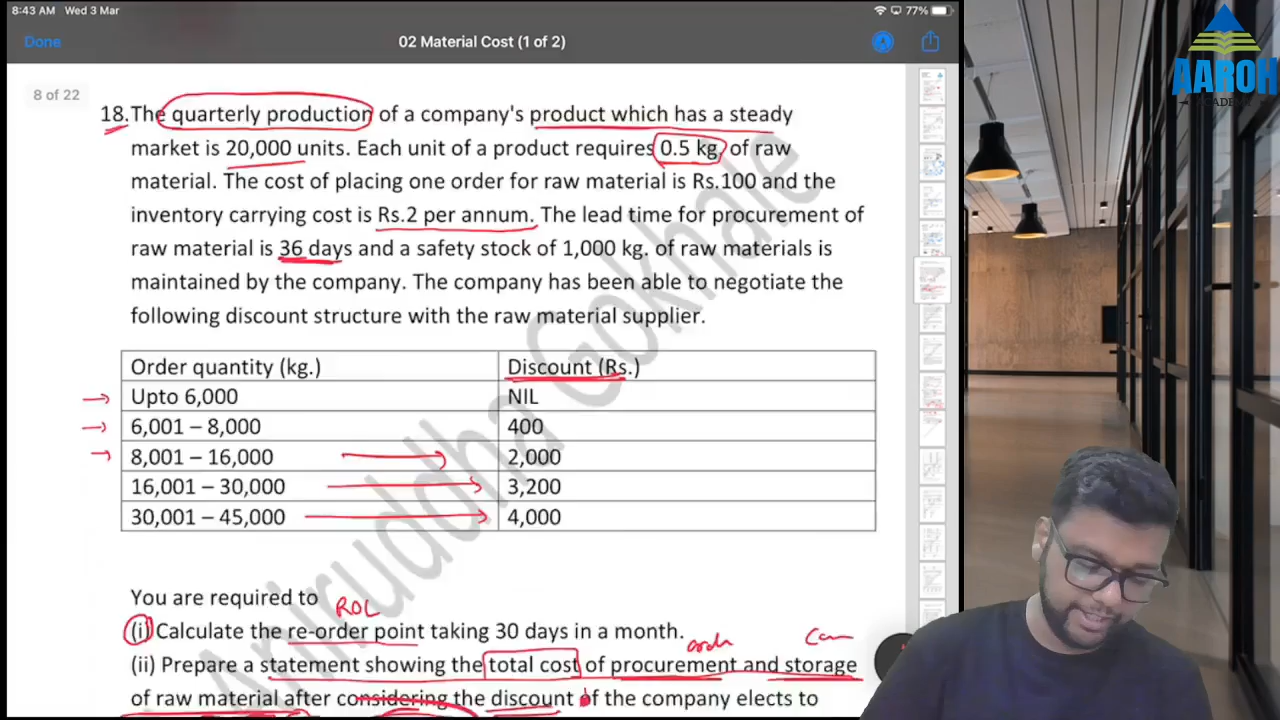 8:43 AM Wed 3 Mar
77%
Done
02 Material Cost (1 of 2)
AAROH
8 of 22
18. The quarterly production of a company's product which has a steady
market is 20,000 units. Each unit of a product requires 0.5 kg. of raw
material. The cost of placing one order for raw material is Rs.100 and the
inventory carrying cost is Rs.2 per annum. The lead time for procurement of
raw material is 36 days and a safety stock of 1,000 kg. of raw materials is
maintained by the company. The company has been able to negotiate the
following discount structure with the raw material supplier.
Order quantity (kg.) Discount (Rs.)
Upto 6,000 NIL
6,001 – 8,000 400
8,001 – 16,000 2,000
16,001 – 30,000 3,200
30,001 – 45,000 4,000
You are required to
ROL
(i) Calculate the re-order point taking 30 days in a month.
(ii) Prepare a statement showing the total cost of procurement and storage
of raw material after considering the discount of the company elects to
Aniruddha Gokhale